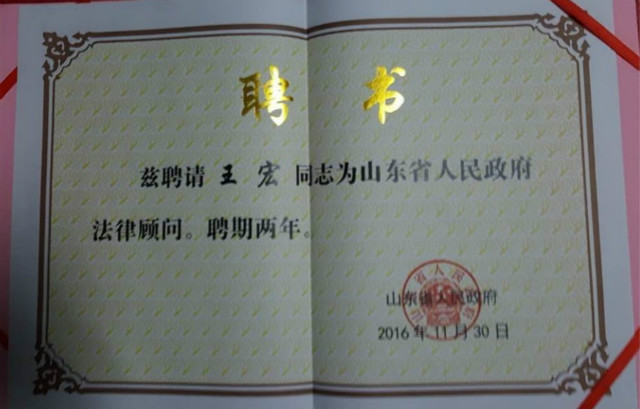 聘书
兹聘请 王宏 同志为山东省人民政府
法律顾问。聘期两年。
山东省人民政府
2016年11月30日